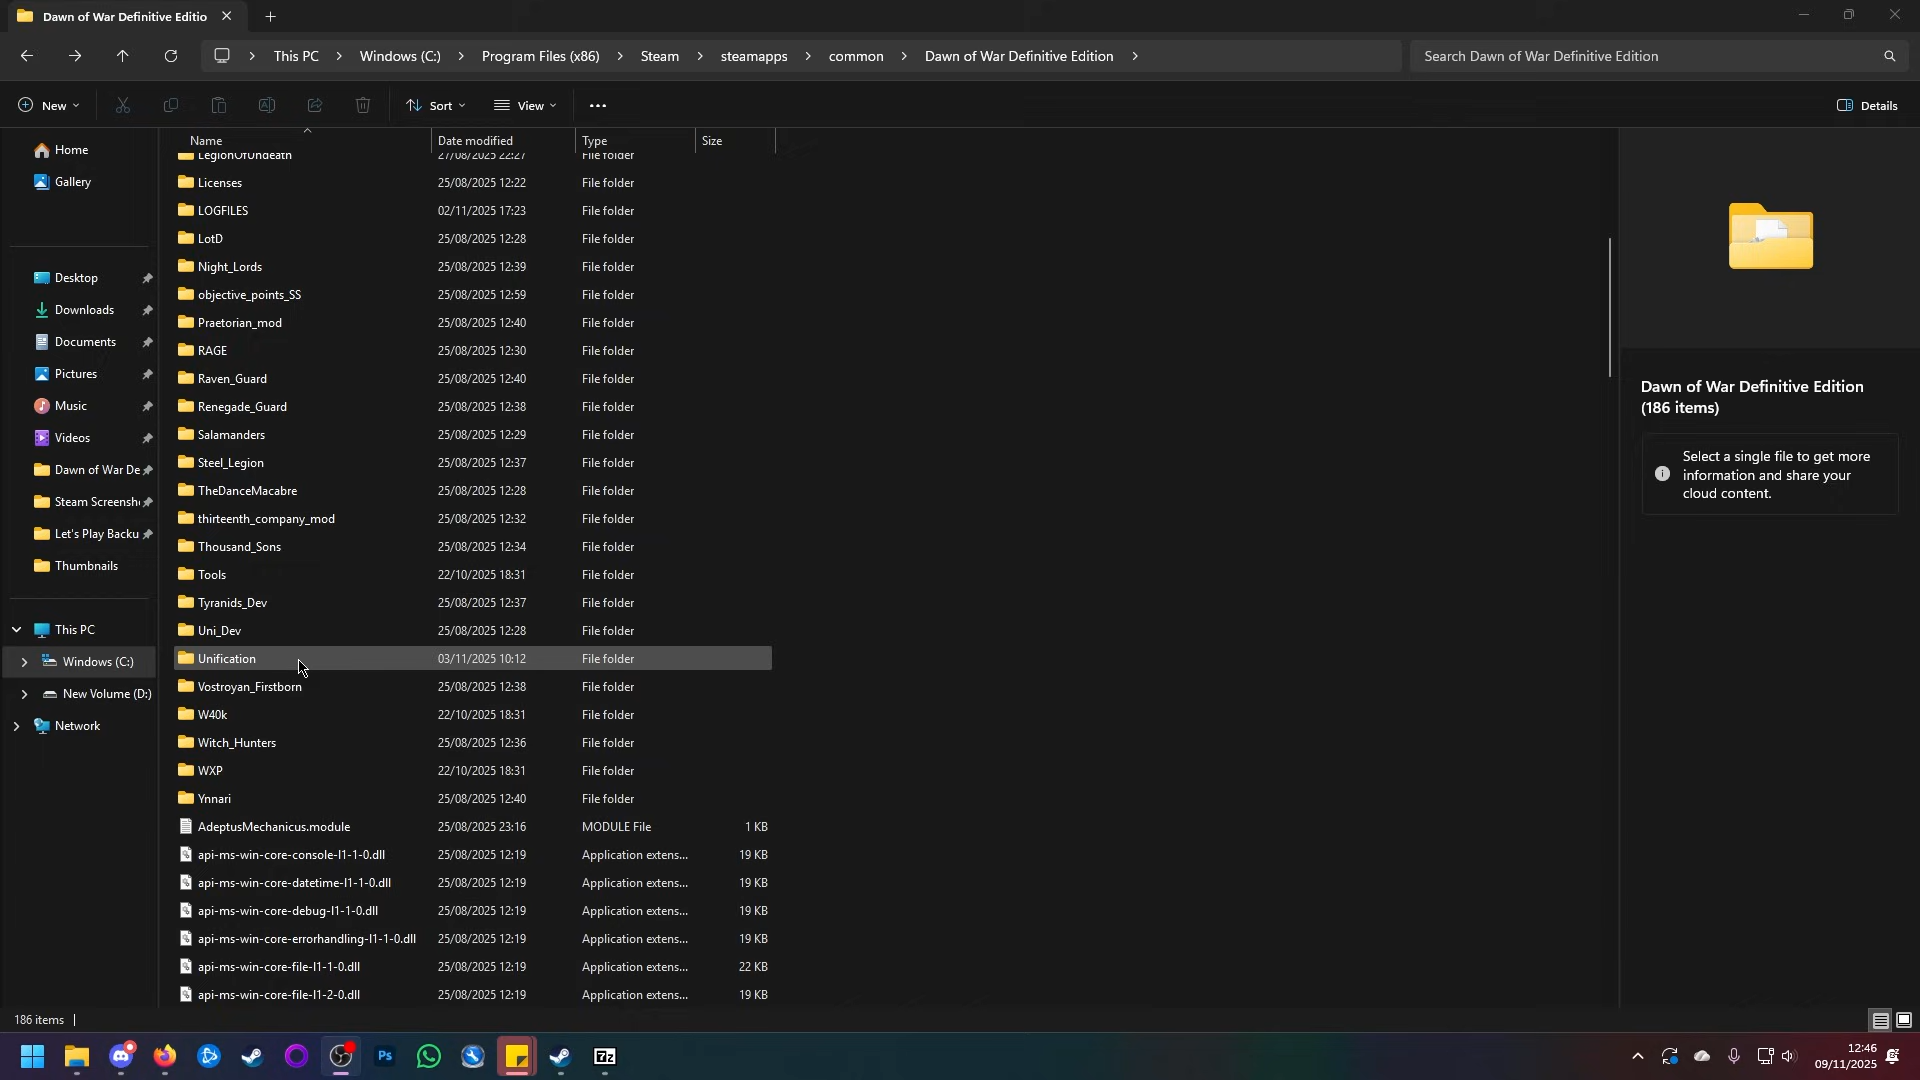 Dawn of War Definitive Editio
This PC
Windows (C:)
Program Files (x86)
Steam
steamapps
common
Dawn of War Definitive Edition
Search Dawn of War Definitive Edition
New
Sort
View
Details
Name
Date modified
Type
Size
LegionOfUndeath 27/08/2025 22:27 File folder
Licenses 25/08/2025 12:22 File folder
LOGFILES 02/11/2025 17:23 File folder
LotD 25/08/2025 12:28 File folder
Night_Lords 25/08/2025 12:39 File folder
objective_points_SS 25/08/2025 12:59 File folder
Praetorian_mod 25/08/2025 12:40 File folder
RAGE 25/08/2025 12:30 File folder
Raven_Guard 25/08/2025 12:40 File folder
Renegade_Guard 25/08/2025 12:38 File folder
Salamanders 25/08/2025 12:29 File folder
Steel_Legion 25/08/2025 12:37 File folder
TheDanceMacabre 25/08/2025 12:28 File folder
thirteenth_company_mod 25/08/2025 12:32 File folder
Thousand_Sons 25/08/2025 12:34 File folder
Tools 22/10/2025 18:31 File folder
Tyranids_Dev 25/08/2025 12:37 File folder
Uni_Dev 25/08/2025 12:28 File folder
Unification 03/11/2025 10:12 File folder
Vostroyan_Firstborn 25/08/2025 12:38 File folder
W40k 22/10/2025 18:31 File folder
Witch_Hunters 25/08/2025 12:36 File folder
WXP 22/10/2025 18:31 File folder
Ynnari 25/08/2025 12:40 File folder
AdeptusMechanicus.module 25/08/2025 23:16 MODULE File 1 KB
api-ms-win-core-console-l1-1-0.dll 25/08/2025 12:19 Application extens... 19 KB
api-ms-win-core-datetime-l1-1-0.dll 25/08/2025 12:19 Application extens... 19 KB
api-ms-win-core-debug-l1-1-0.dll 25/08/2025 12:19 Application extens... 19 KB
api-ms-win-core-errorhandling-l1-1-0.dll 25/08/2025 12:19 Application extens... 19 KB
api-ms-win-core-file-l1-1-0.dll 25/08/2025 12:19 Application extens... 22 KB
api-ms-win-core-file-l1-2-0.dll 25/08/2025 12:19 Application extens... 19 KB
Home
Gallery
Desktop
Downloads
Documents
Pictures
Music
Videos
Dawn of War De
Steam Screensh
Let's Play Backu
Thumbnails
This PC
Windows (C:)
New Volume (D:)
Network
Dawn of War Definitive Edition
(186 items)
Select a single file to get more
information and share your
cloud content.
186 items
Ps
7z
12:46
09/11/2025